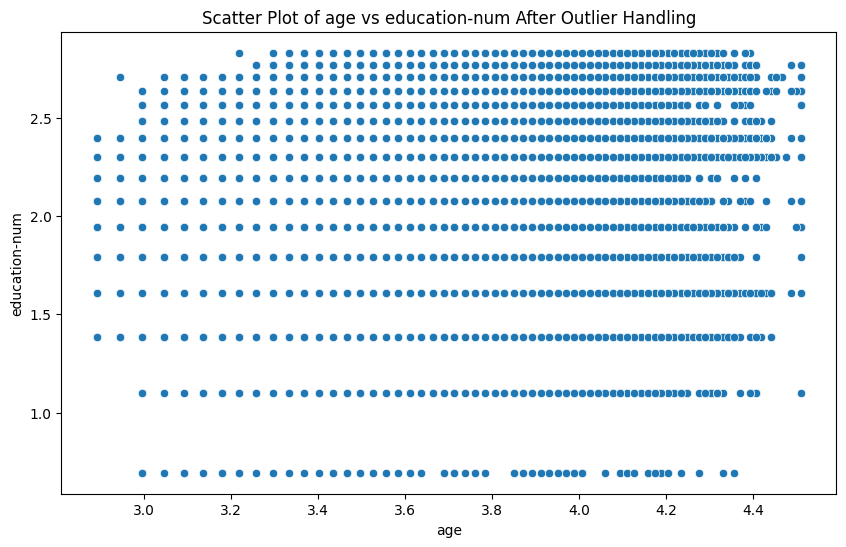 Scatter Plot of age vs education-num After Outlier Handling
education-num
2.5
2.0
1.5
1.0
3.0 3.2 3.4 3.6 3.8 4.0 4.2 4.4
age